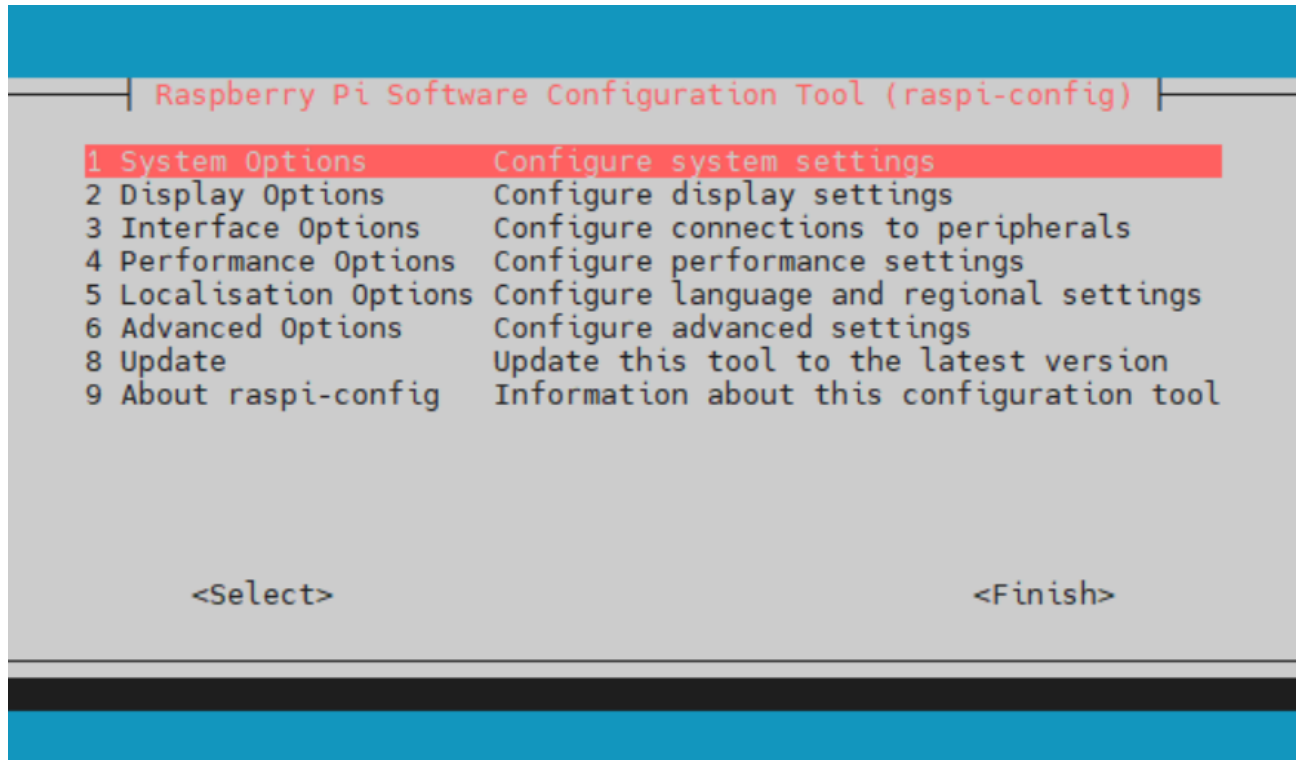 Raspberry Pi Software Configuration Tool (raspi-config)
1 System Options Configure system settings
2 Display Options Configure display settings
3 Interface Options Configure connections to peripherals
4 Performance Options Configure performance settings
5 Localisation Options Configure language and regional settings
6 Advanced Options Configure advanced settings
8 Update Update this tool to the latest version
9 About raspi-config Information about this configuration tool
<Select> <Finish>